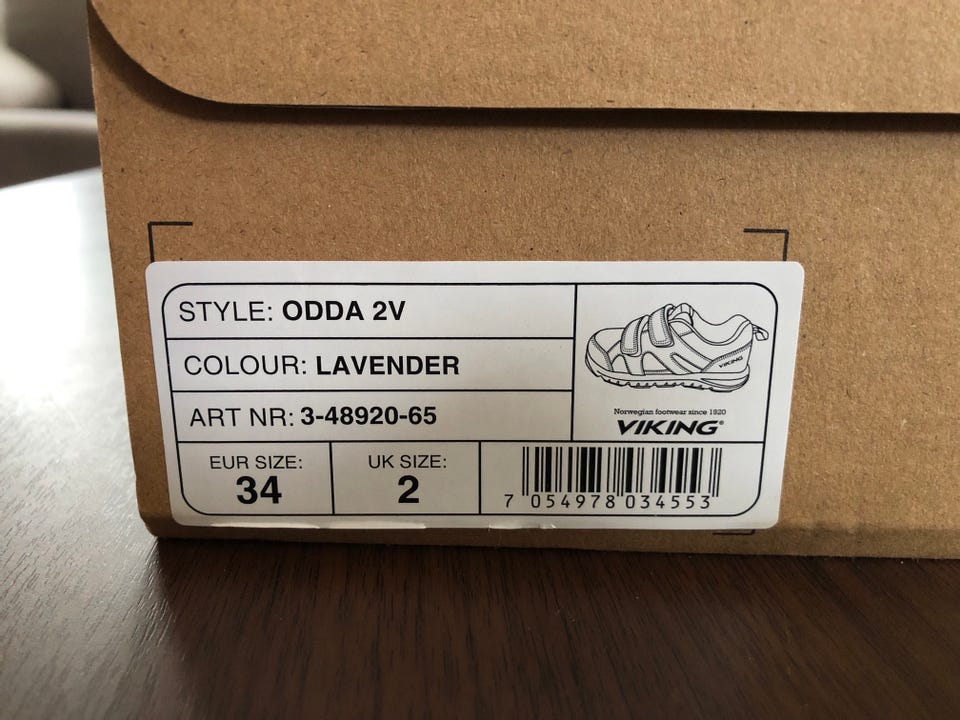 STYLE: ODDA 2V
COLOUR: LAVENDER
ART NR: 3-48920-65
VIKING
Norwegian footwear since 1920
VIKING®
EUR SIZE:
34
UK SIZE:
2
7 054978 034553